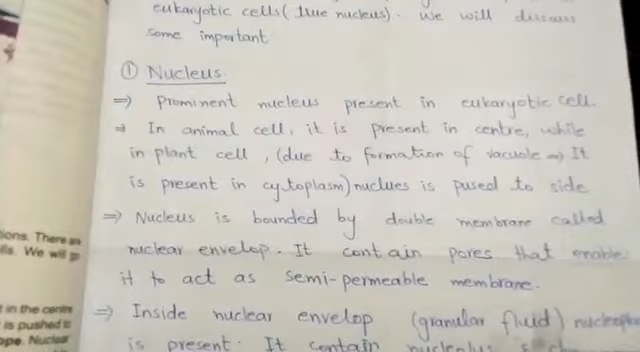 eukaryotic cells (true nucleus). We will discuss
some important
① Nucleus.
⇒ Prominent nucleus present in eukaryotic cell.
⇒ In animal cell, it is present in centre, while
in plant cell, (due to formation of vacuole ⇒ It
is present in cytoplasm) nuclues is pused to side
⇒ Nucleus is bounded by double membrane called
nuclear envelop. It contain pores that enable
it to act as semi-permeable membrane.
⇒ Inside nuclear envelop (granular fluid)
is present. It contain nucleolus
ions. There are
lls. We will go
t in the centre
is pushed to
ope. Nuclear